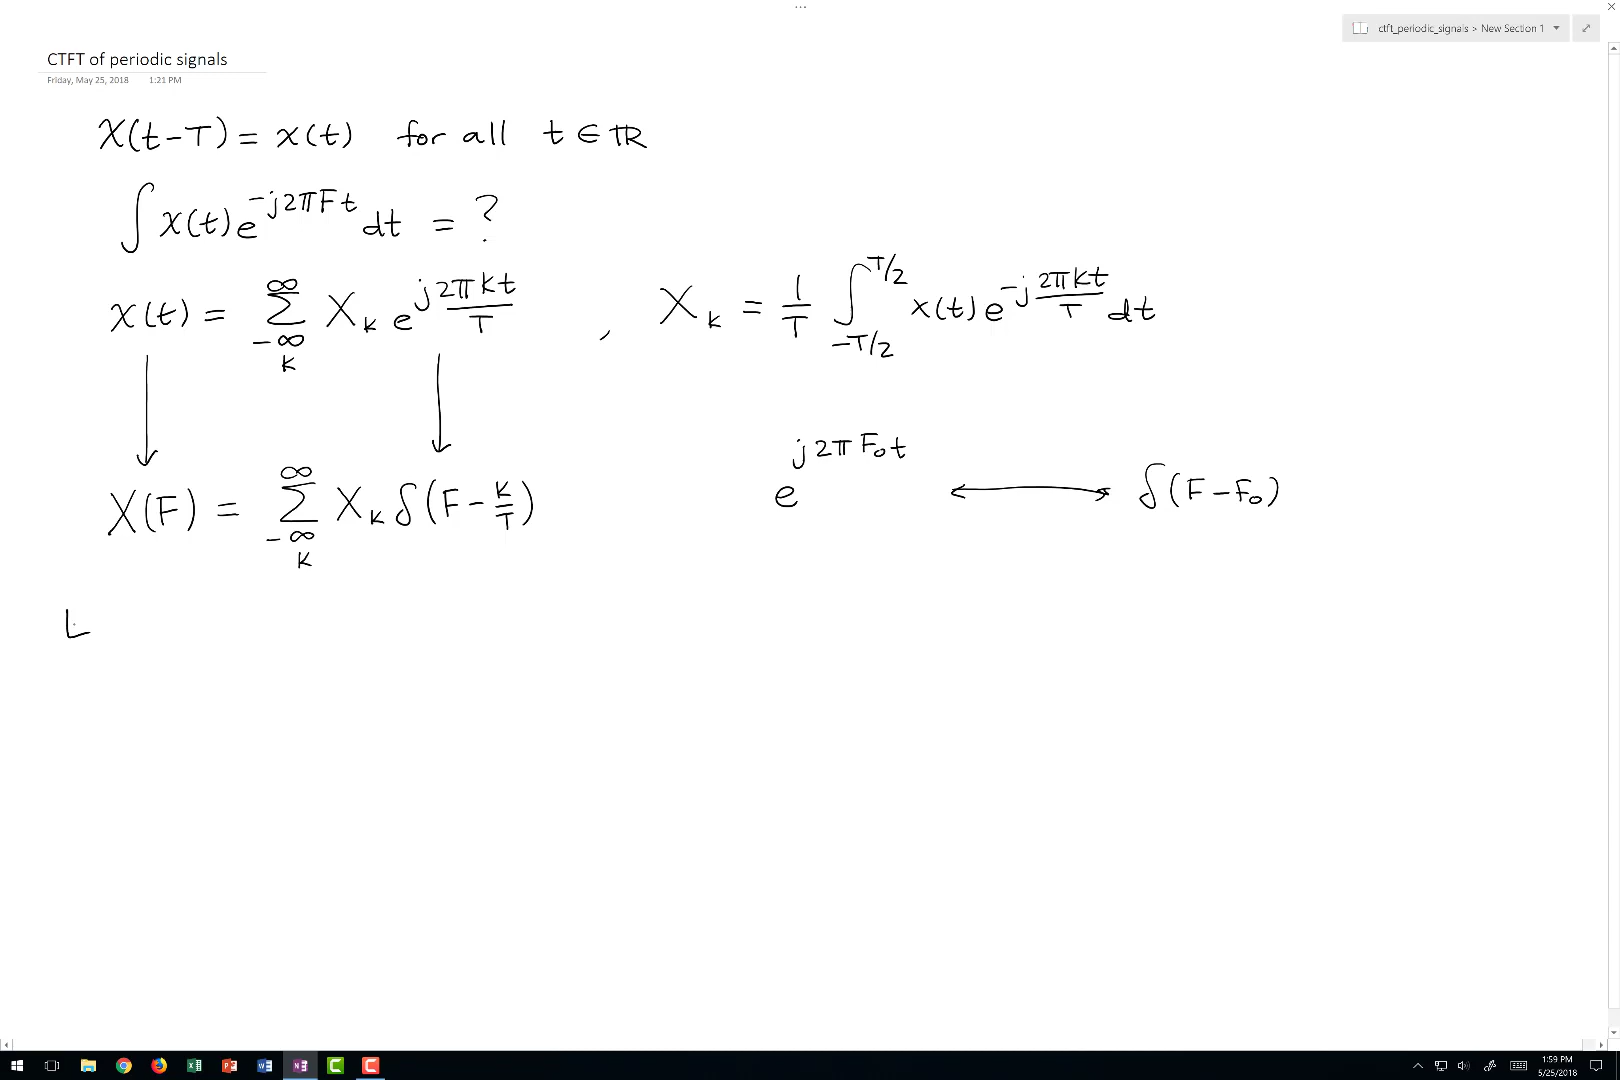 ...
ctft_periodic_signals > New Section 1
CTFT of periodic signals
Friday, May 25, 2018 1:21 PM
X(t-T) = x(t) for all t ∈ ℝ
∫ x(t) e^{-j2πFt} dt = ?
x(t) = Σ_{-∞ k}^{∞} X_k e^{j2πkt/T} , X_k = 1/T ∫_{-T/2}^{T/2} x(t) e^{-j2πkt/T} dt
X(F) = Σ_{-∞ k}^{∞} X_k δ(F - k/T) e^{j2πF₀t} ⟷ δ(F-F₀)
L
1:59 PM
5/25/2018